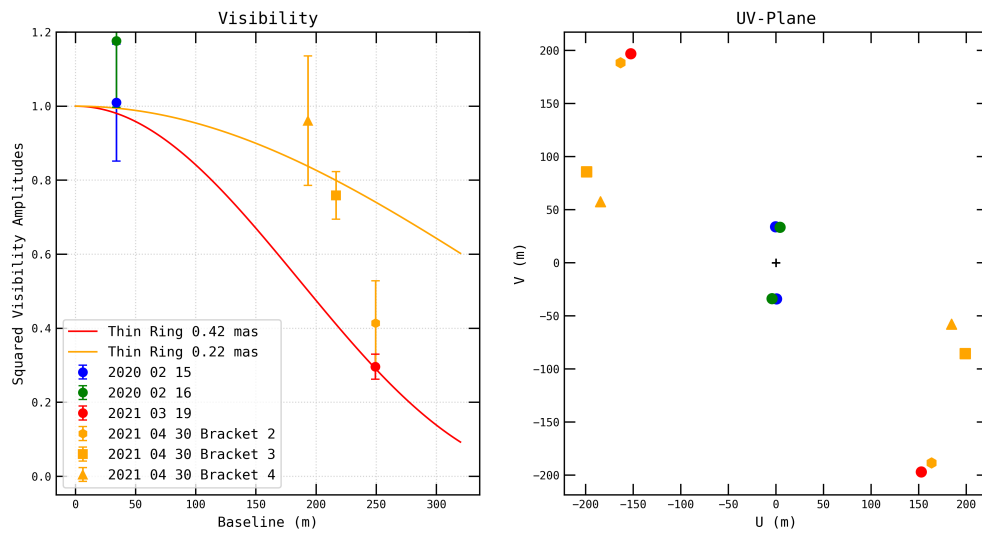 Visibility
1.2
1.0
0.8
0.6
0.4
0.2
0.0
Squared Visibility Amplitudes
Thin Ring 0.42 mas
Thin Ring 0.22 mas
2020 02 15
2020 02 16
2021 03 19
2021 04 30 Bracket 2
2021 04 30 Bracket 3
2021 04 30 Bracket 4
0 50 100 150 200 250 300
Baseline (m)
UV-Plane
200
150
100
50
0
−50
−100
−150
−200
V (m)
−200 −150 −100 −50 0 50 100 150 200
U (m)